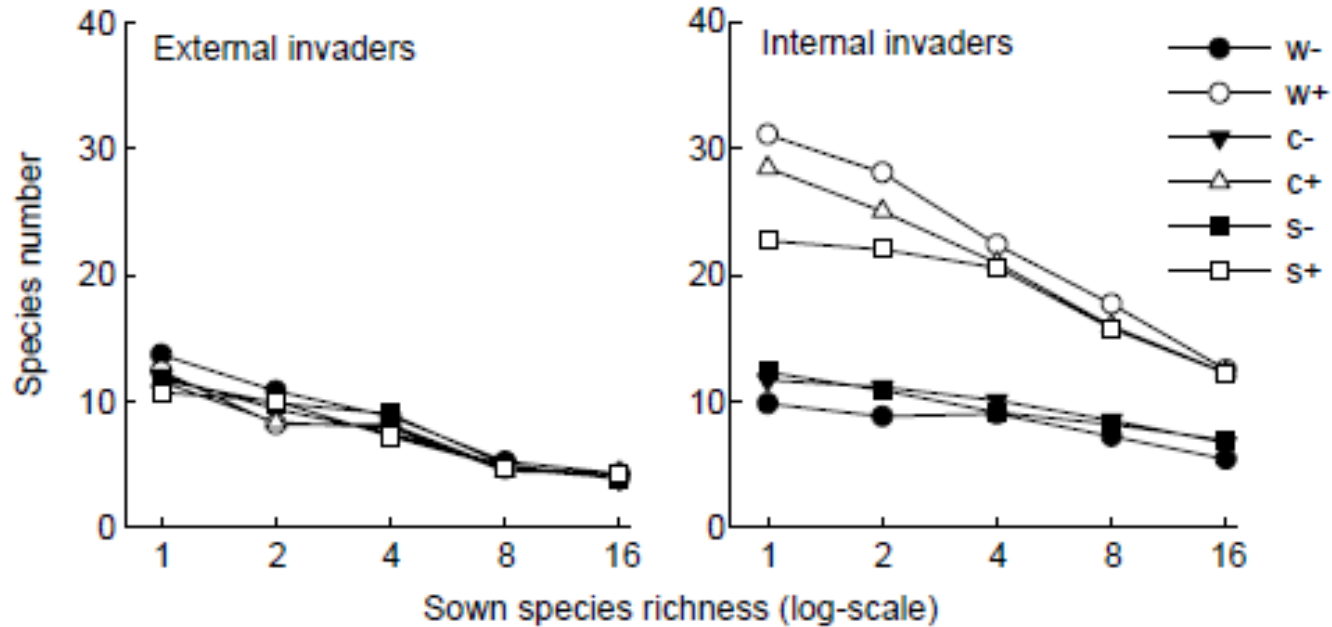 External invaders
Internal invaders
Species number
40
30
20
10
0
1 2 4 8 16
40
30
20
10
0
1 2 4 8 16
w-
w+
c-
c+
s-
s+
Sown species richness (log-scale)